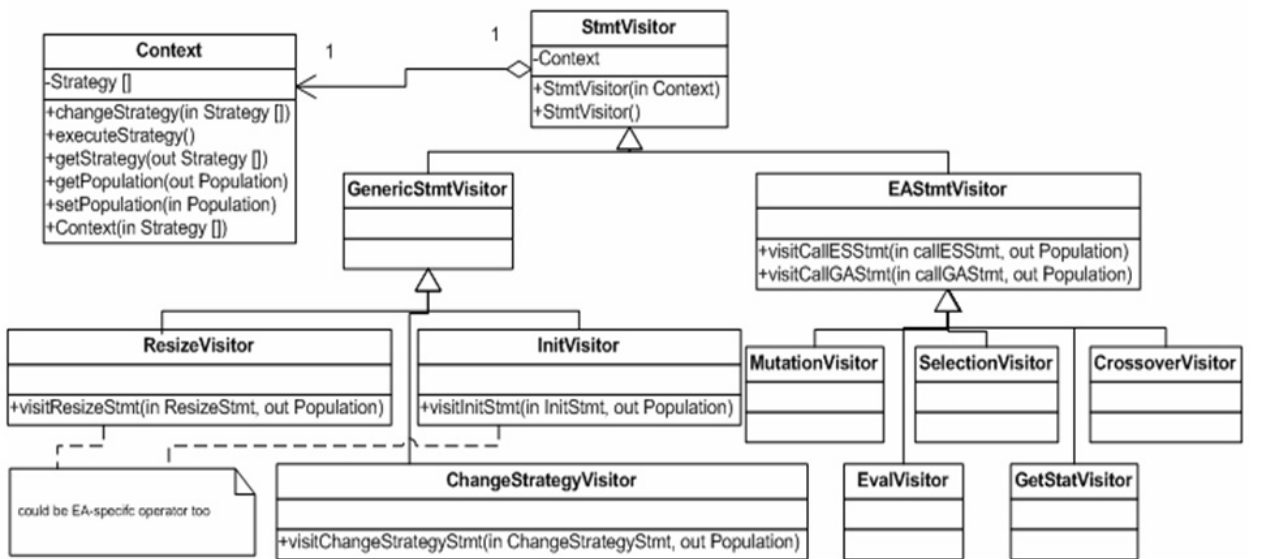 StmtVisitor
-Context
+StmtVisitor(in Context)
+StmtVisitor()
1
1
Context
-Strategy []
+changeStrategy(in Strategy [])
+executeStrategy()
+getStrategy(out Strategy [])
+getPopulation(out Population)
+setPopulation(in Population)
+Context(in Strategy [])
GenericStmtVisitor
EAStmtVisitor
+visitCallESStmt(in callESStmt, out Population)
+visitCallGAStmt(in callGAStmt, out Population)
ResizeVisitor
+visitResizeStmt(in ResizeStmt, out Population)
InitVisitor
+visitInitStmt(in InitStmt, out Population)
MutationVisitor
SelectionVisitor
CrossoverVisitor
could be EA-specifc operator too
ChangeStrategyVisitor
+visitChangeStrategyStmt(in ChangeStrategyStmt, out Population)
EvalVisitor
GetStatVisitor